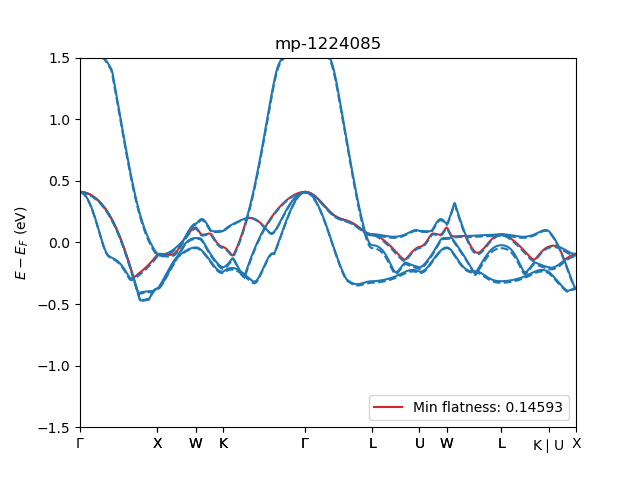 mp-1224085
E − E_F (eV)
1.5
1.0
0.5
0.0
−0.5
−1.0
−1.5
Min flatness: 0.14593
Γ X W K Γ L U W L K | U X